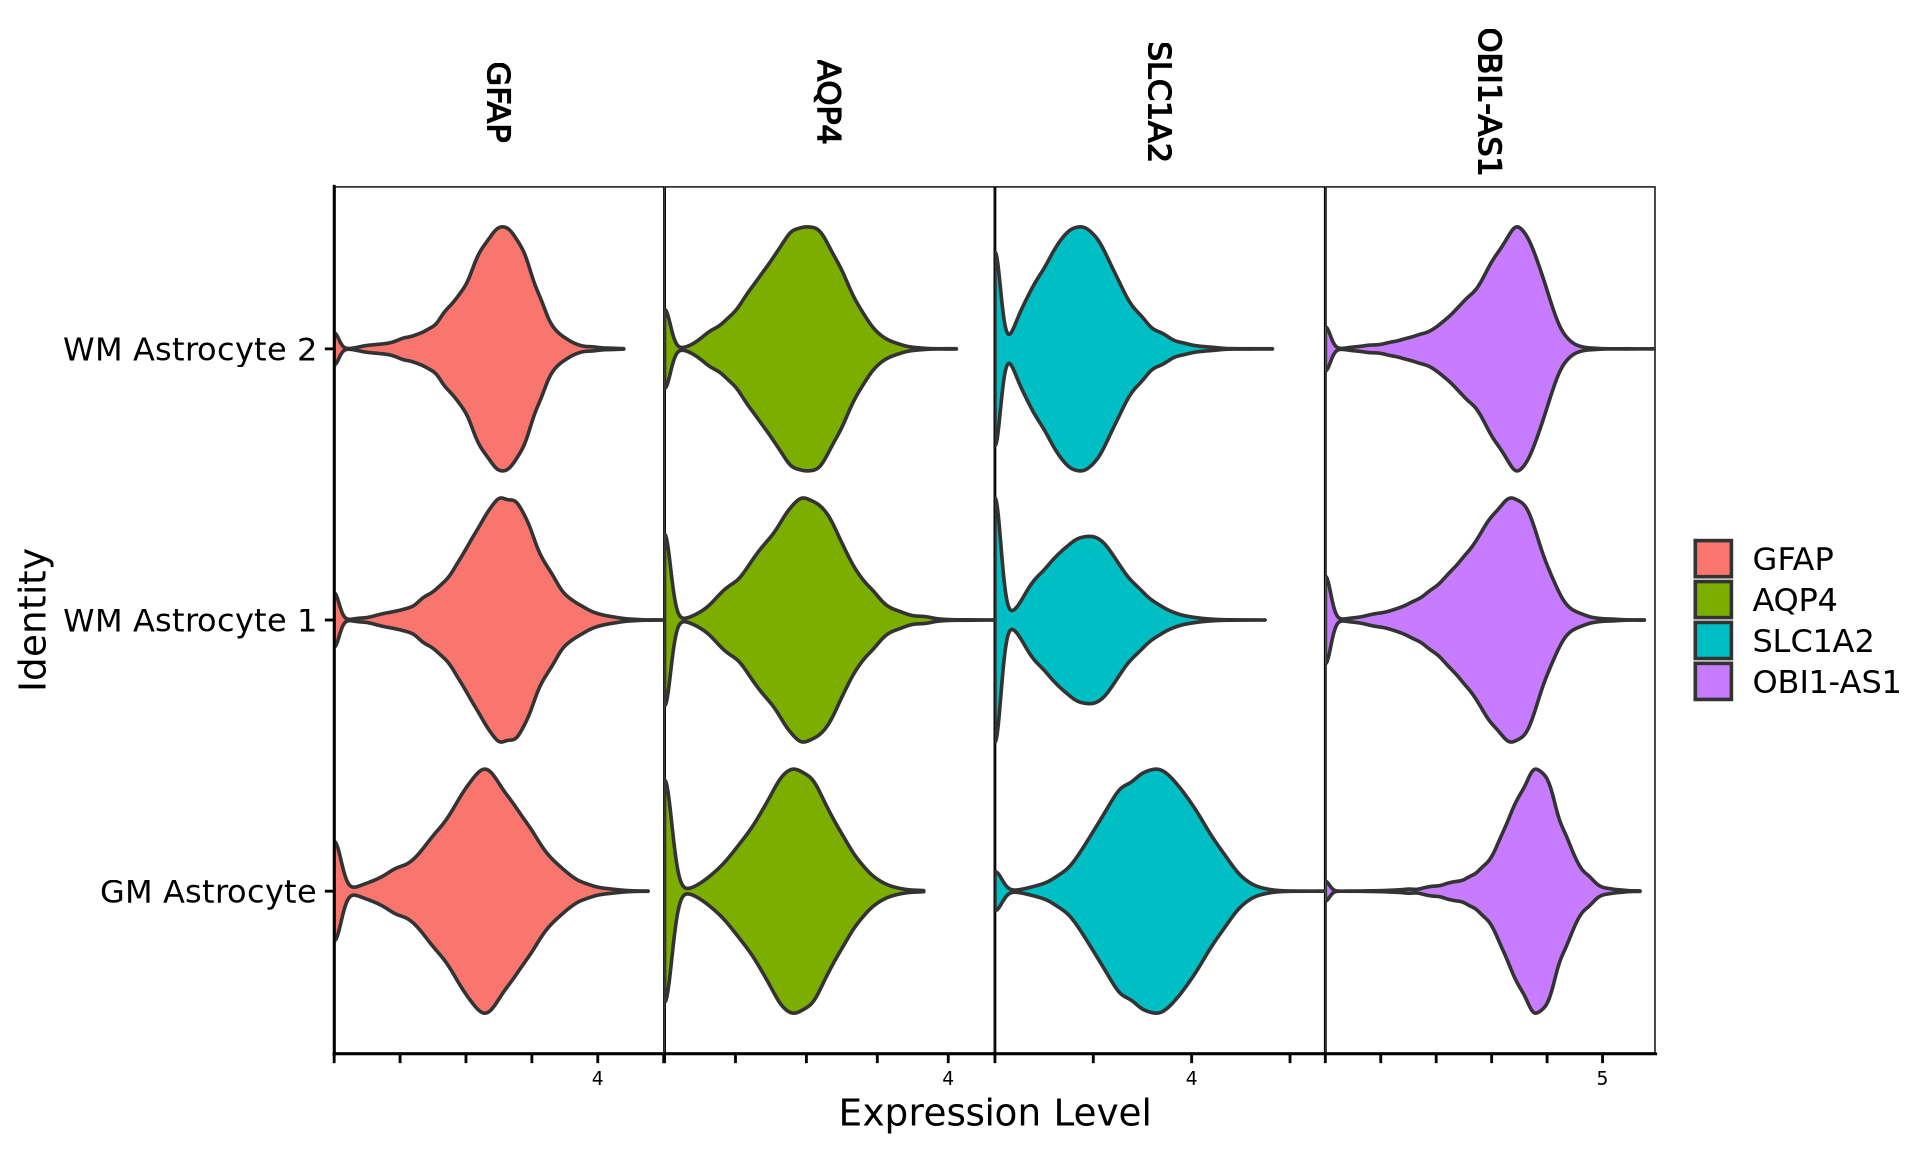 GFAP
AQP4
SLC1A2
OBI1-AS1
WM Astrocyte 2
WM Astrocyte 1
GM Astrocyte
Identity
4
4
4
5
Expression Level
GFAP
AQP4
SLC1A2
OBI1-AS1